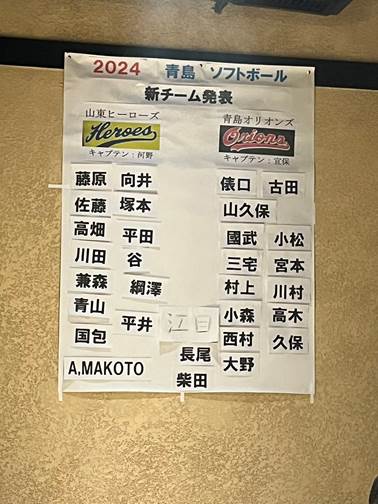 2024 青島 ソフトボール
新チーム発表
山東ヒーローズ
Heroes
キャプテン：河野
藤原 向井
佐藤 塚本
高畑 平田
川田 谷
兼森 綱澤
青山
平井
国包
A,MAKOTO
青島オリオンズ
Orions
キャプテン：宜保
俵口 古田
山久保
國武 小松
三宅 宮本
村上 川村
小森 高木
西村 久保
大野
江日
長尾
柴田